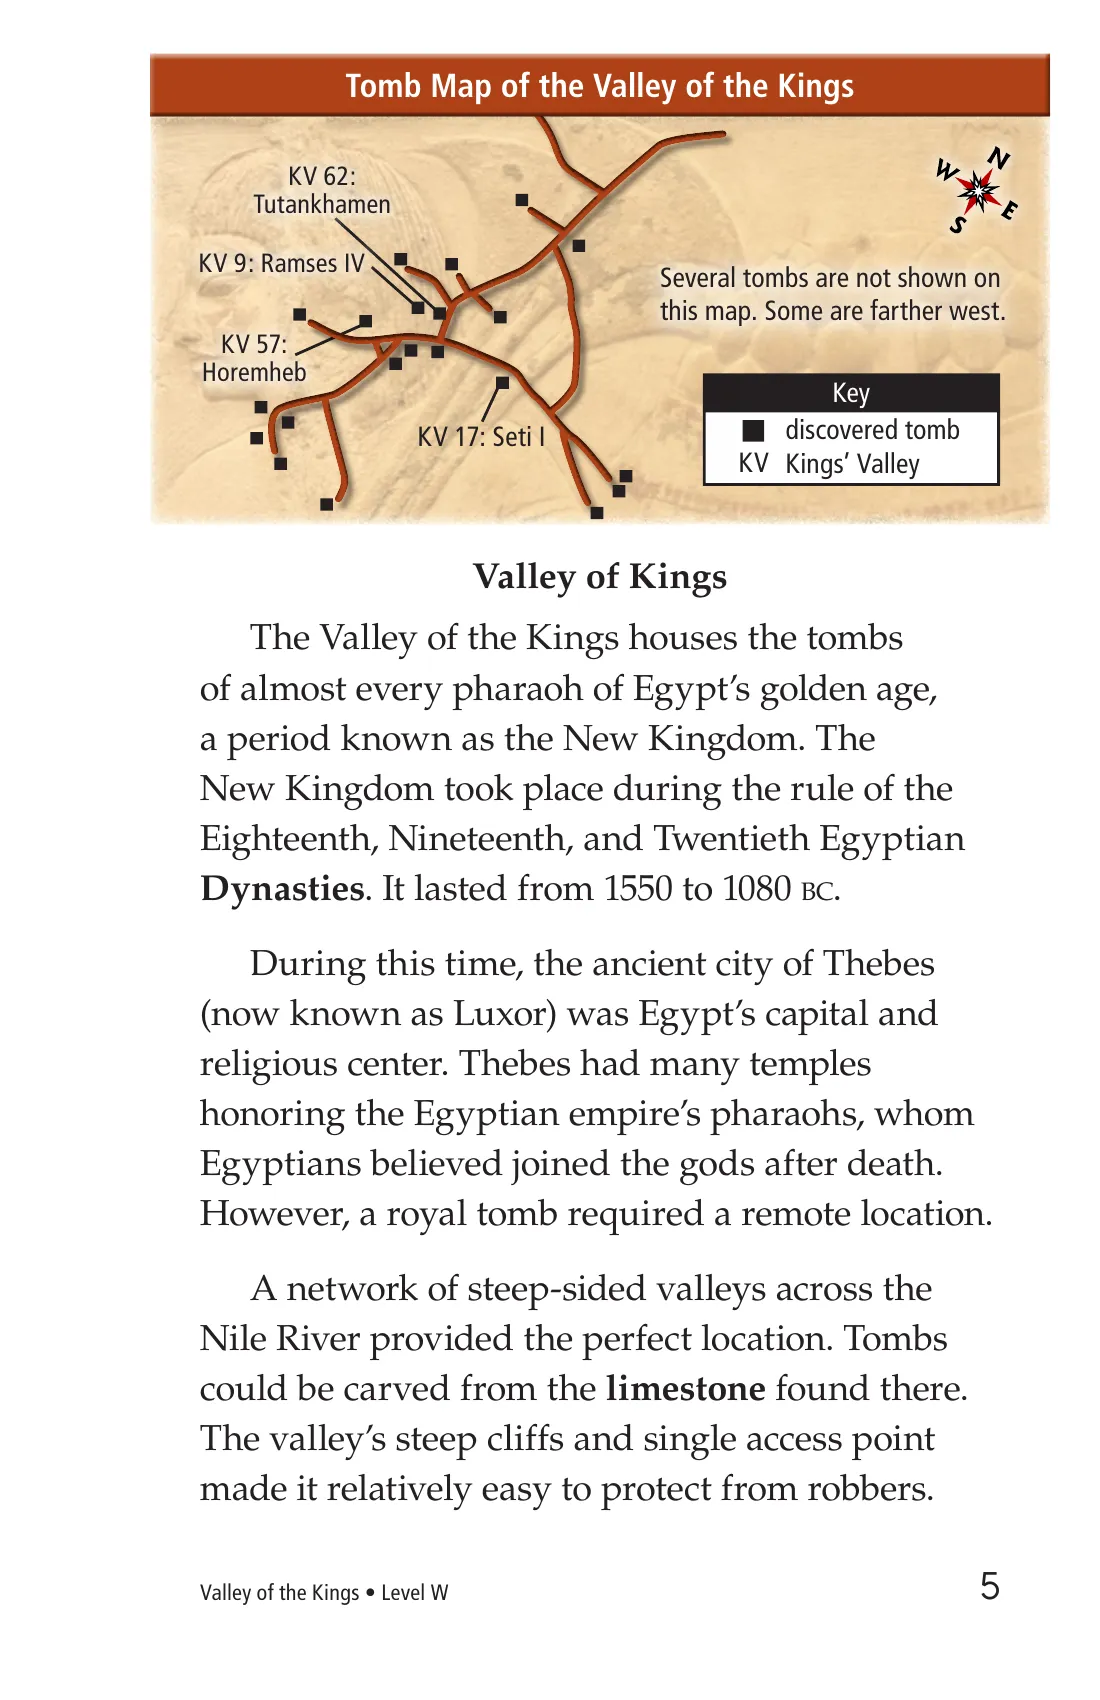 Tomb Map of the Valley of the Kings
KV 62:
Tutankhamen
KV 9: Ramses IV
KV 57:
Horemheb
KV 17: Seti I
N
W
E
S
Several tombs are not shown on
this map. Some are farther west.
Key
discovered tomb
KV Kings’ Valley
Valley of Kings
The Valley of the Kings houses the tombs
of almost every pharaoh of Egypt’s golden age,
a period known as the New Kingdom. The
New Kingdom took place during the rule of the
Eighteenth, Nineteenth, and Twentieth Egyptian
Dynasties. It lasted from 1550 to 1080 BC.
During this time, the ancient city of Thebes
(now known as Luxor) was Egypt’s capital and
religious center. Thebes had many temples
honoring the Egyptian empire’s pharaohs, whom
Egyptians believed joined the gods after death.
However, a royal tomb required a remote location.
A network of steep-sided valleys across the
Nile River provided the perfect location. Tombs
could be carved from the limestone found there.
The valley’s steep cliffs and single access point
made it relatively easy to protect from robbers.
Valley of the Kings • Level W
5